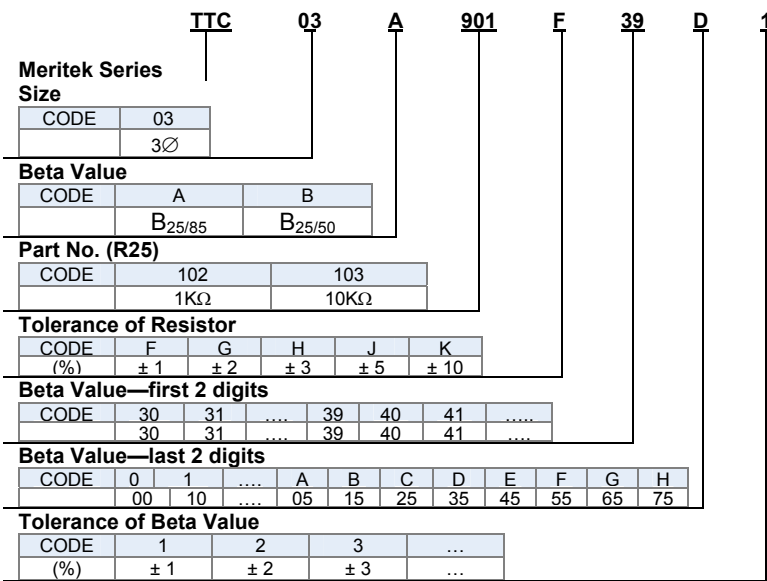 TTC 03 A 901 F 39 D 1
Meritek Series
Size
CODE 03
3∅
Beta Value
CODE A B
B25/85 B25/50
Part No. (R25)
CODE 102 103
1KΩ 10KΩ
Tolerance of Resistor
CODE F G H J K
(%) ± 1 ± 2 ± 3 ± 5 ± 10
Beta Value—first 2 digits
CODE 30 31 .... 39 40 41 .....
30 31 .... 39 40 41 ....
Beta Value—last 2 digits
CODE 0 1 .... A B C D E F G H
00 10 .... 05 15 25 35 45 55 65 75
Tolerance of Beta Value
CODE 1 2 3 ...
(%) ± 1 ± 2 ± 3 ...